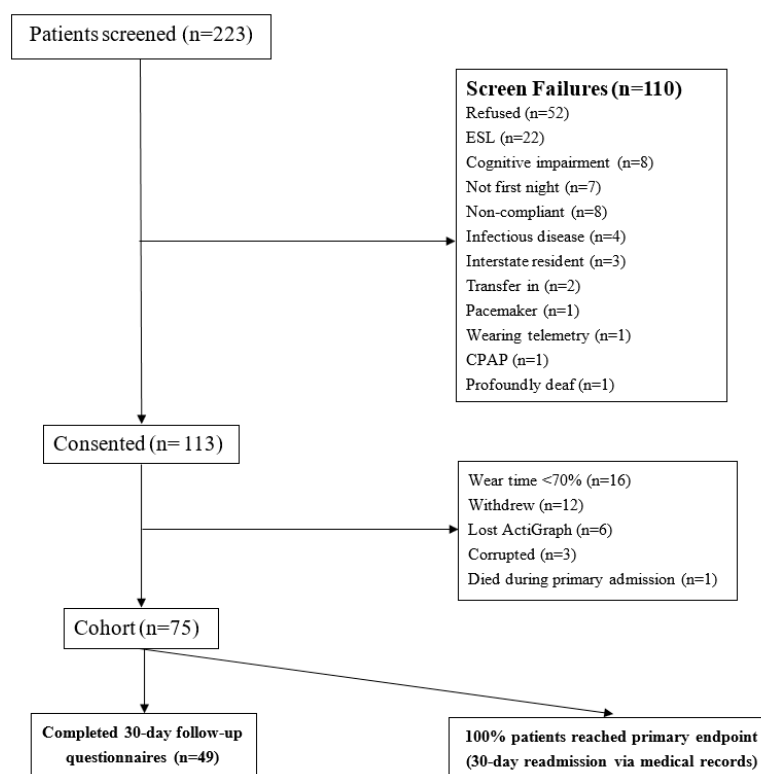 Patients screened (n=223)
Screen Failures (n=110)
Refused (n=52)
ESL (n=22)
Cognitive impairment (n=8)
Not first night (n=7)
Non-compliant (n=8)
Infectious disease (n=4)
Interstate resident (n=3)
Transfer in (n=2)
Pacemaker (n=1)
Wearing telemetry (n=1)
CPAP (n=1)
Profoundly deaf (n=1)
Consented (n= 113)
Wear time <70% (n=16)
Withdrew (n=12)
Lost ActiGraph (n=6)
Corrupted (n=3)
Died during primary admission (n=1)
Cohort (n=75)
Completed 30-day follow-up
questionnaires (n=49)
100% patients reached primary endpoint
(30-day readmission via medical records)